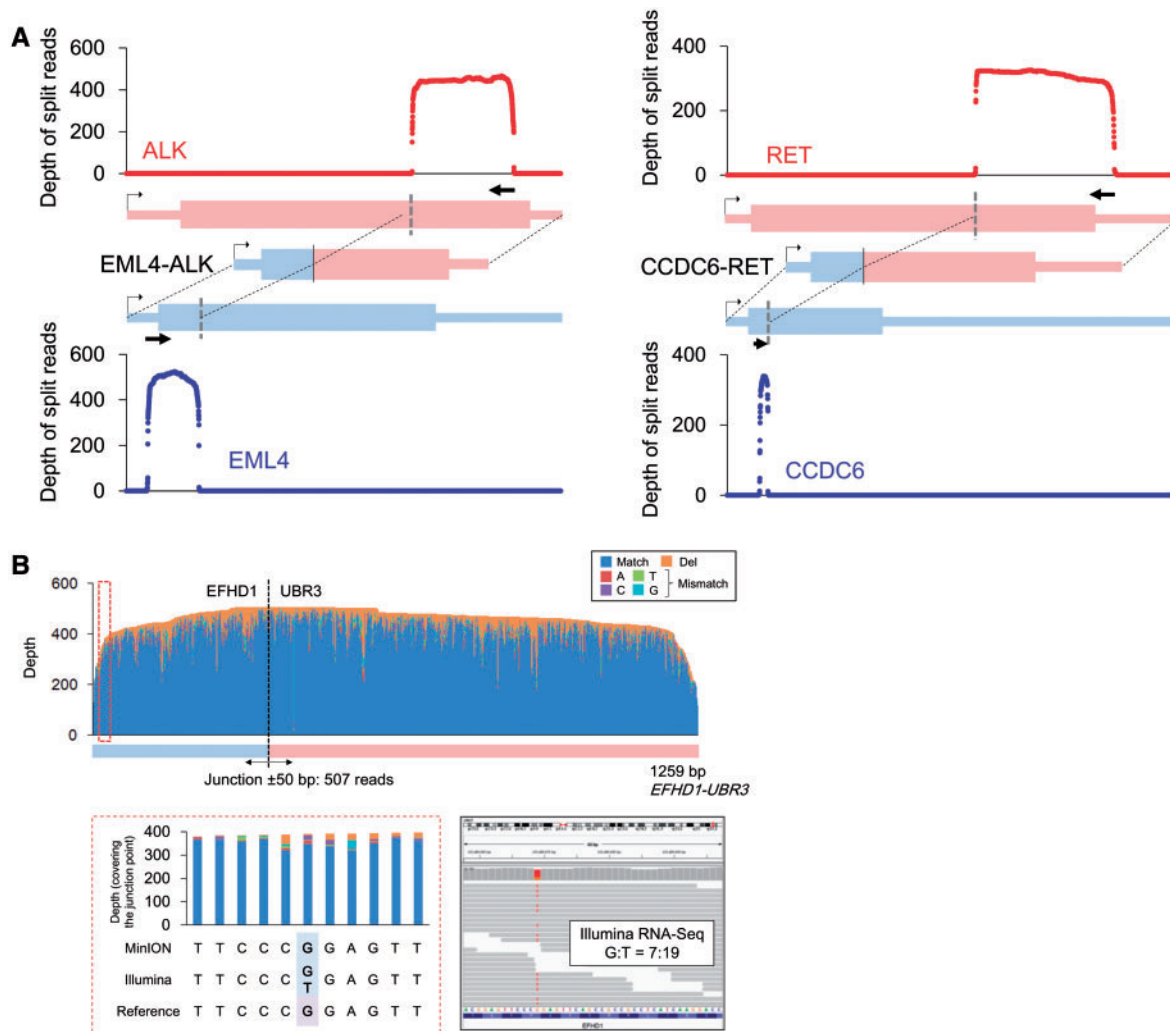 A
Depth of split reads
600
400
200
0
ALK
EML4-ALK
Depth of split reads
600
400
200
0
EML4
Depth of split reads
400
200
0
RET
CCDC6-RET
Depth of split reads
400
200
0
CCDC6
B
Match Del
A T
C G
Mismatch
Depth
600
400
200
0
EFHD1 UBR3
Junction ±50 bp: 507 reads
1259 bp
EFHD1-UBR3
Depth (covering
the junction point)
400
300
200
100
0
MinION T T C C C G G A G T T
Illumina T T C C C G T G A G T T
Reference T T C C C G G A G T T
Illumina RNA-Seq
G:T = 7:19
EFHD1